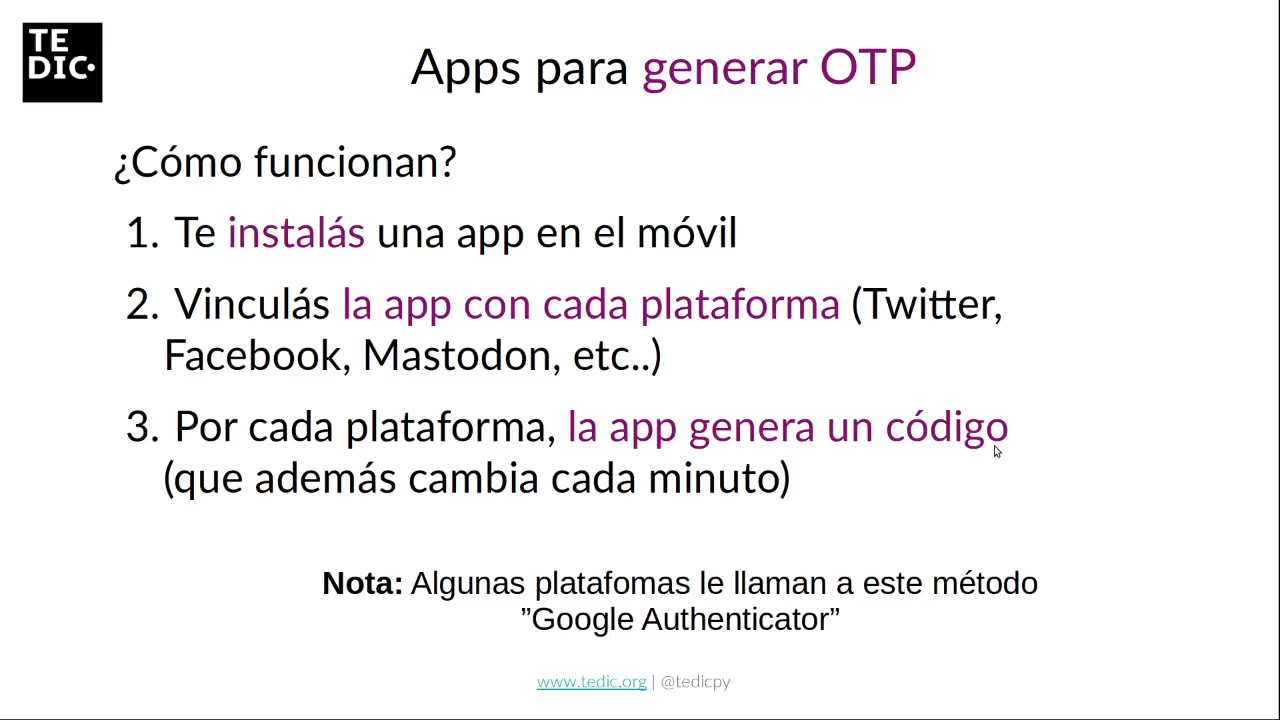 TE
DIC
Apps para generar OTP
¿Cómo funcionan?
1. Te instalás una app en el móvil
2. Vinculás la app con cada plataforma (Twitter,
Facebook, Mastodon, etc..)
3. Por cada plataforma, la app genera un código
(que además cambia cada minuto)
Nota: Algunas platafomas le llaman a este método
”Google Authenticator”
www.tedic.org | @tedicpy